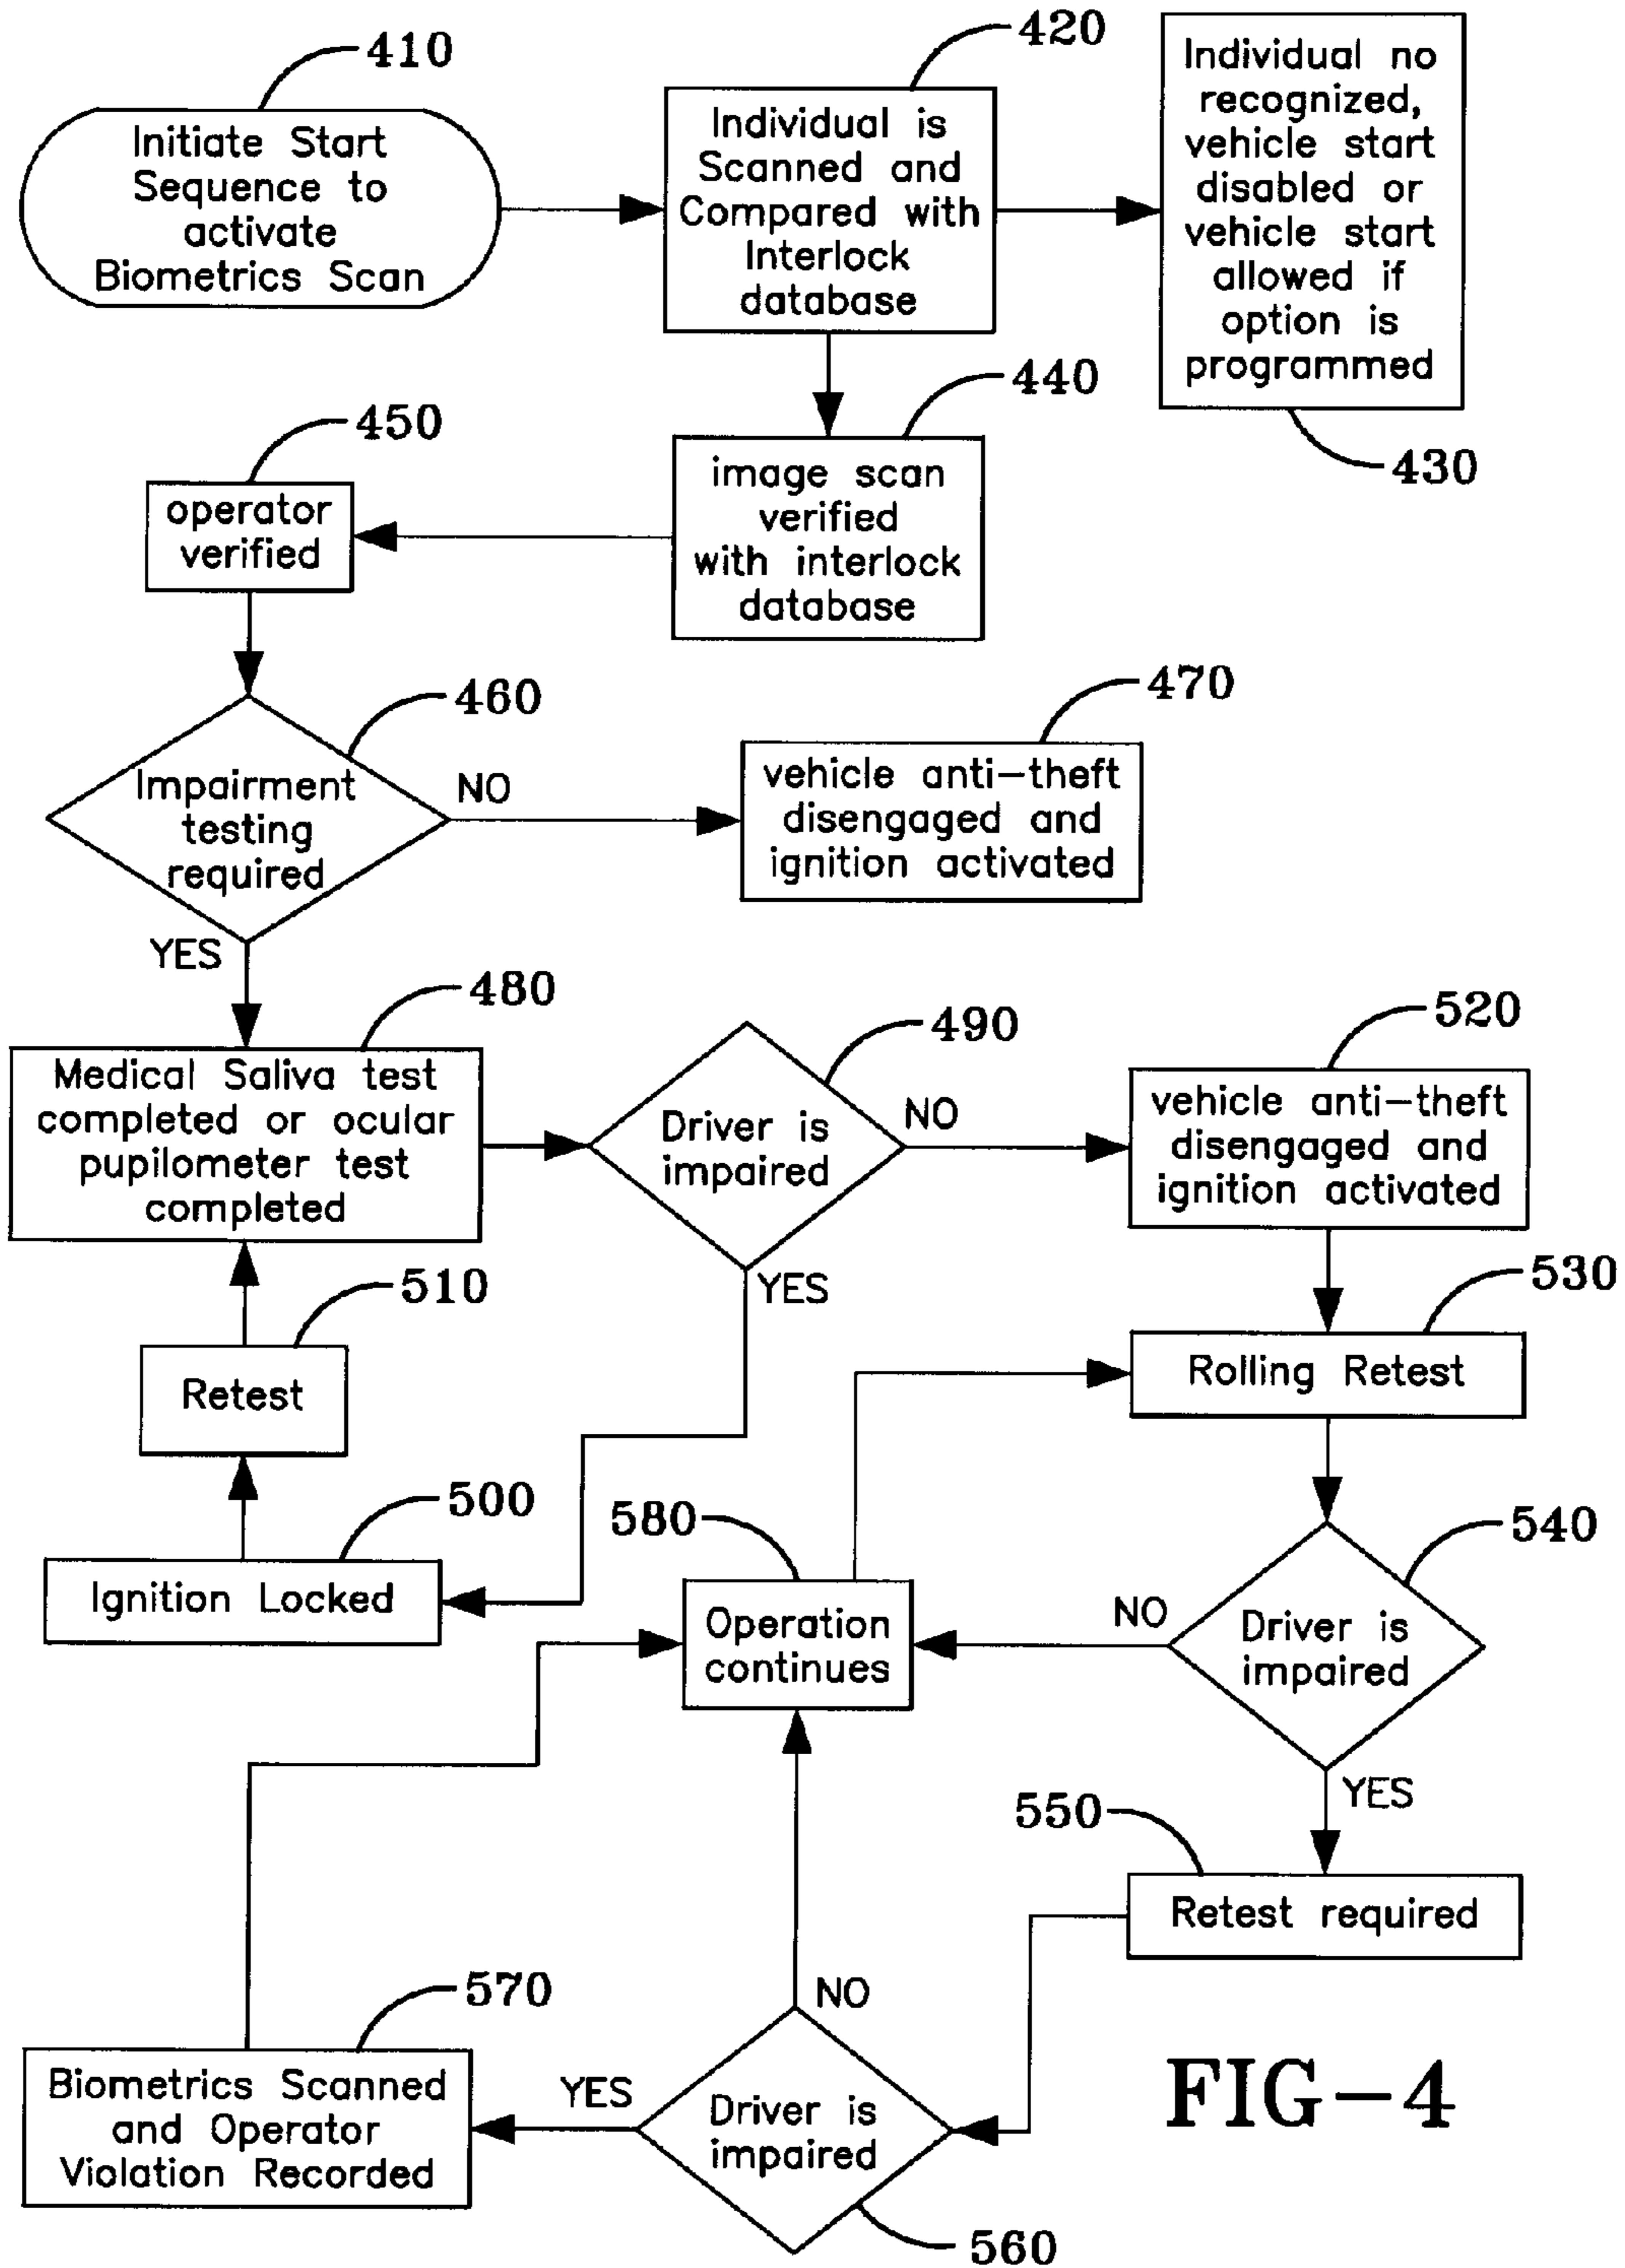 410
Initiate Start
Sequence to
activate
Biometrics Scan
420
Individual is
Scanned and
Compared with
Interlock
database
Individual no
recognized,
vehicle start
disabled or
vehicle start
allowed if
option is
programmed
430
440
image scan
verified
with interlock
database
450
operator
verified
460
Impairment
testing
required
NO
YES
470
vehicle anti-theft
disengaged and
ignition activated
480
Medical Saliva test
completed or ocular
pupilometer test
completed
490
Driver is
impaired
NO
YES
520
vehicle anti-theft
disengaged and
ignition activated
510
Retest
500
Ignition Locked
530
Rolling Retest
540
Driver is
impaired
NO
YES
580
Operation
continues
550
Retest required
560
Driver is
impaired
NO
YES
570
Biometrics Scanned
and Operator
Violation Recorded
FIG-4